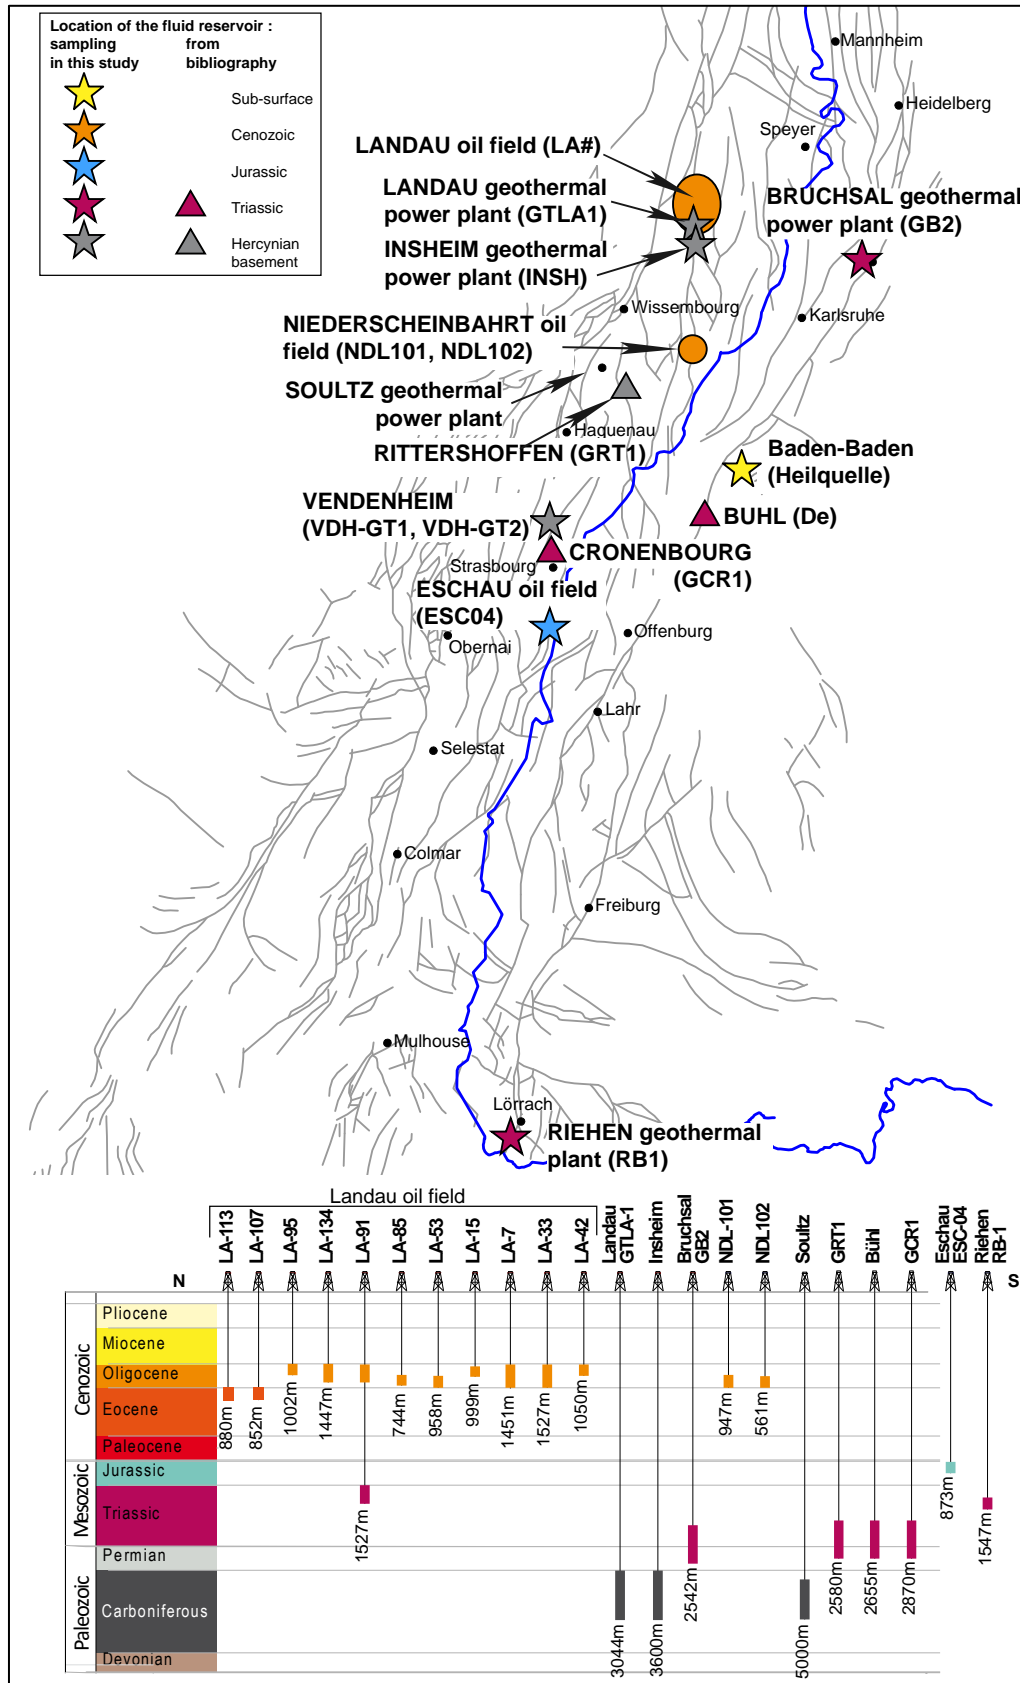 Location of the fluid reservoir :
sampling
in this study
from
bibliography
Sub-surface
Cenozoic
Jurassic
Triassic
Hercynian
basement
Mannheim
Heidelberg
Speyer
LANDAU oil field (LA#)
LANDAU geothermal
power plant (GTLA1)
BRUCHSAL geothermal
power plant (GB2)
INSHEIM geothermal
power plant (INSH)
Wissembourg
Karlsruhe
NIEDERSCHEINBAHRT oil
field (NDL101, NDL102)
SOULTZ geothermal
power plant
Haguenau
RITTERSHOFFEN (GRT1)
Baden-Baden
(Heilquelle)
VENDENHEIM
(VDH-GT1, VDH-GT2)
BUHL (De)
CRONENBOURG
(GCR1)
Strasbourg
ESCHAU oil field
(ESC04)
Obernai
Offenburg
Lahr
Selestat
Colmar
Freiburg
Mulhouse
Lörrach
RIEHEN geothermal
plant (RB1)
Landau oil field
N
LA-113
LA-107
LA-95
LA-134
LA-91
LA-85
LA-53
LA-15
LA-7
LA-33
LA-42
Landau
GTLA-1
Insheim
Bruchsal
GB2
NDL-101
NDL102
Soultz
GRT1
Bühl
GCR1
Eschau
ESC-04
Riehen
RB-1
S
Cenozoic
Pliocene
Miocene
Oligocene
Eocene
Paleocene
Mesozoic
Jurassic
Triassic
Paleozoic
Permian
Carboniferous
Devonian
880m
852m
1002m
1447m
1527m
744m
958m
999m
1451m
1527m
1050m
3044m
3600m
2542m
947m
561m
5000m
2580m
2655m
2870m
873m
1547m